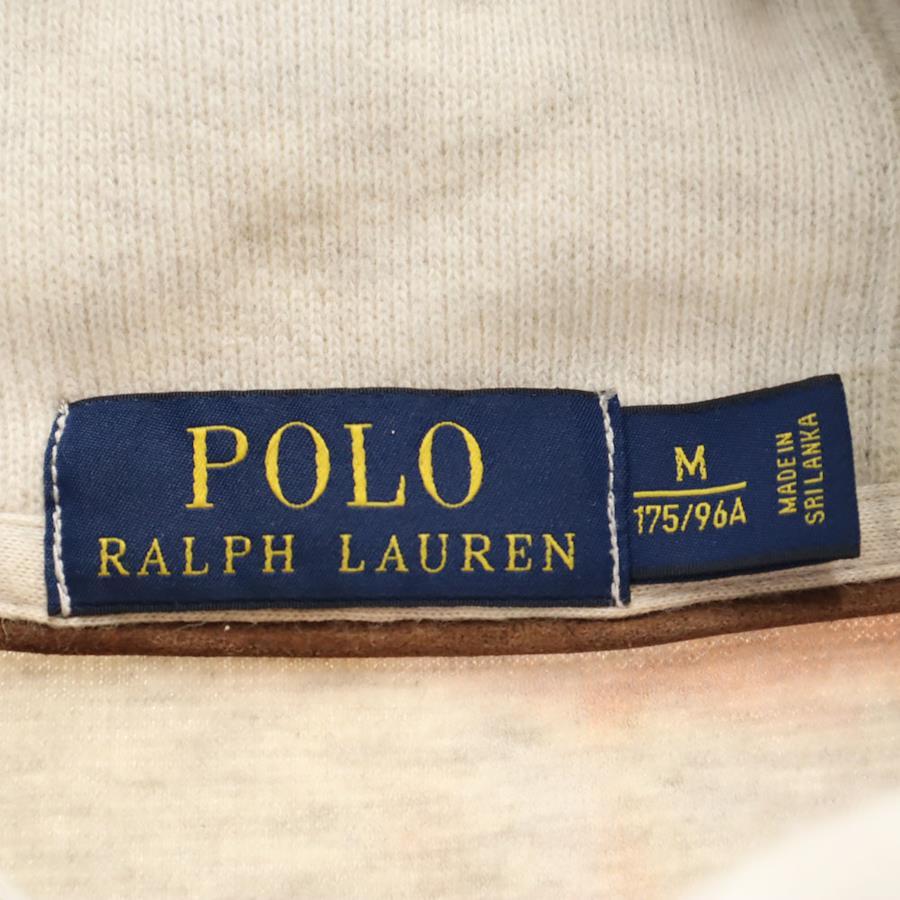 POLO
RALPH LAUREN
M
175/96A
MADE IN
SRI LANKA